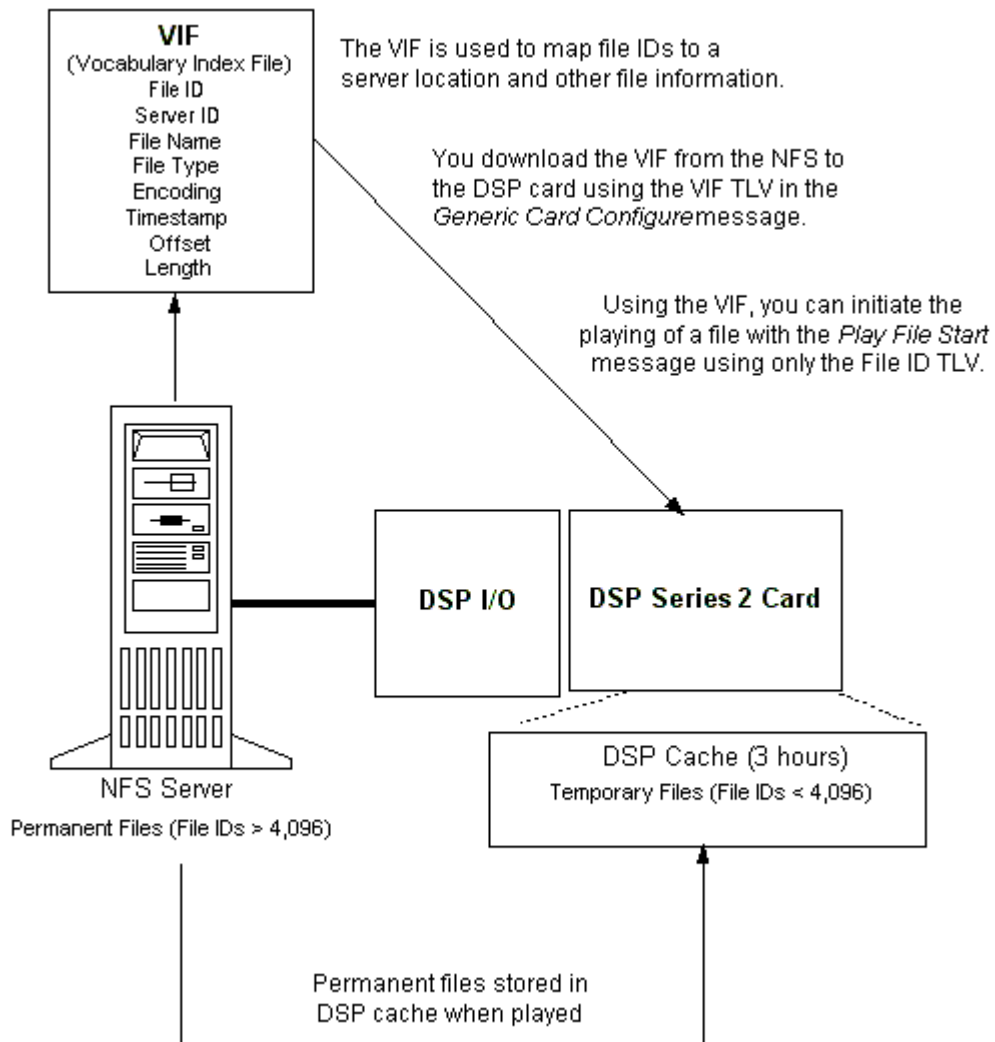 VIF
(Vocabulary Index File)
File ID
Server ID
File Name
File Type
Encoding
Timestamp
Offset
Length
The VIF is used to map file IDs to a
server location and other file information.
You download the VIF from the NFS to
the DSP card using the VIF TLV in the
Generic Card Configuremessage.
Using the VIF, you can initiate the
playing of a file with the Play File Start
message using only the File ID TLV.
DSP I/O
DSP Series 2 Card
NFS Server
Permanent Files (File IDs > 4,096)
DSP Cache (3 hours)
Temporary Files (File IDs < 4,096)
Permanent files stored in
DSP cache when played